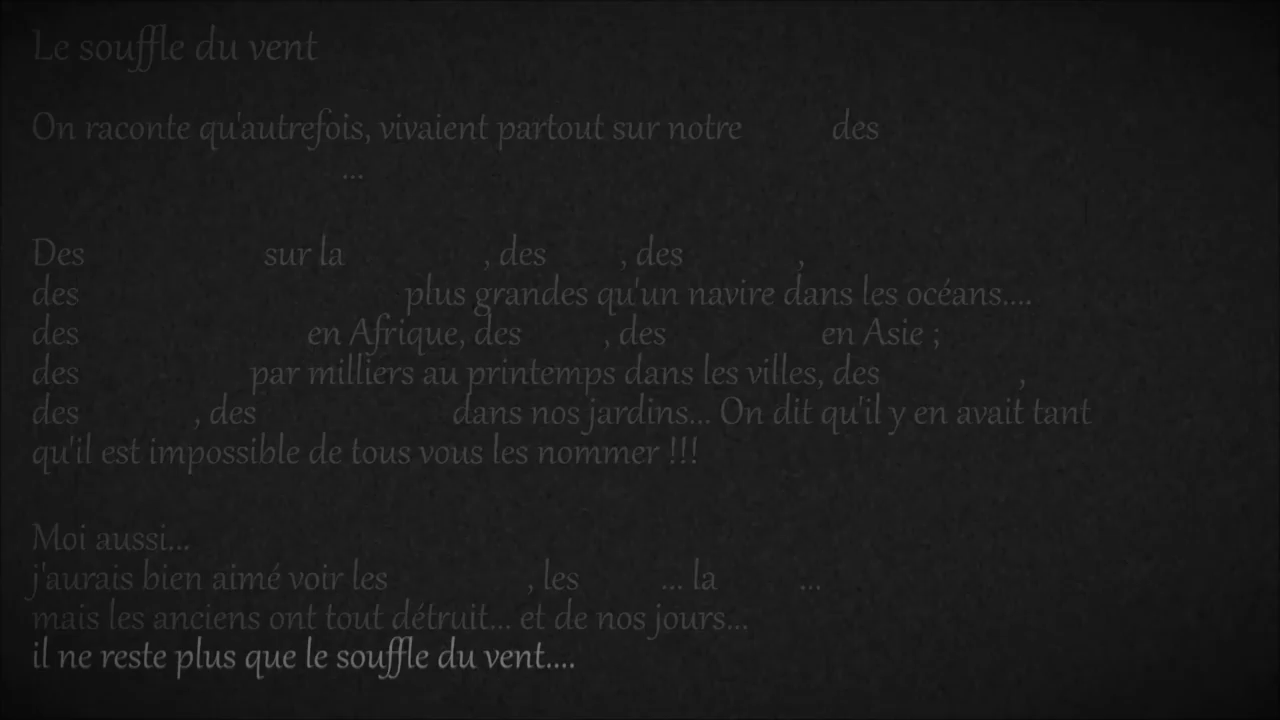 Le souffle du vent
On raconte qu'autrefois, vivaient partout sur notre des
...
Des sur la , des , des ,
des plus grandes qu'un navire dans les océans....
des en Afrique, des , des en Asie ;
des par milliers au printemps dans les villes, des ,
des , des dans nos jardins... On dit qu'il y en avait tant
qu'il est impossible de tous vous les nommer !!!
Moi aussi...
j'aurais bien aimé voir les , les ... la ...
mais les anciens ont tout détruit... et de nos jours...
il ne reste plus que le souffle du vent....